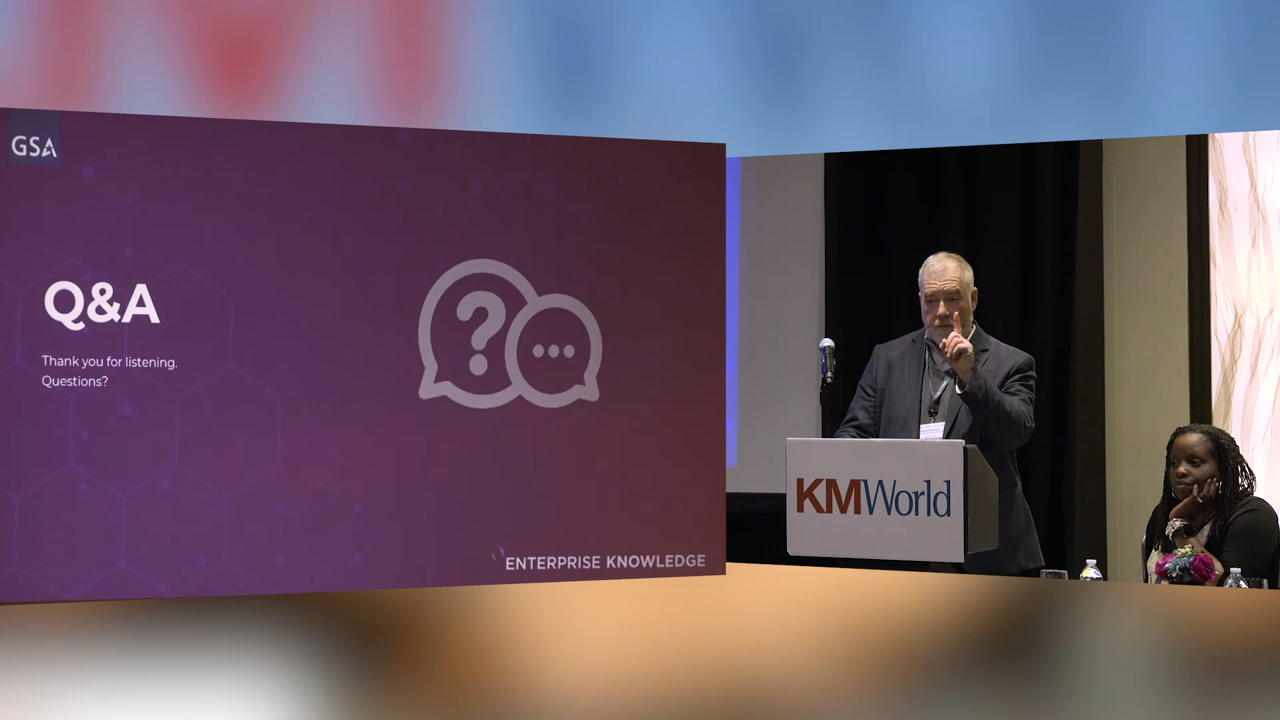 GSA
Q&A
Thank you for listening.
Questions?
ENTERPRISE KNOWLEDGE
KMWorld